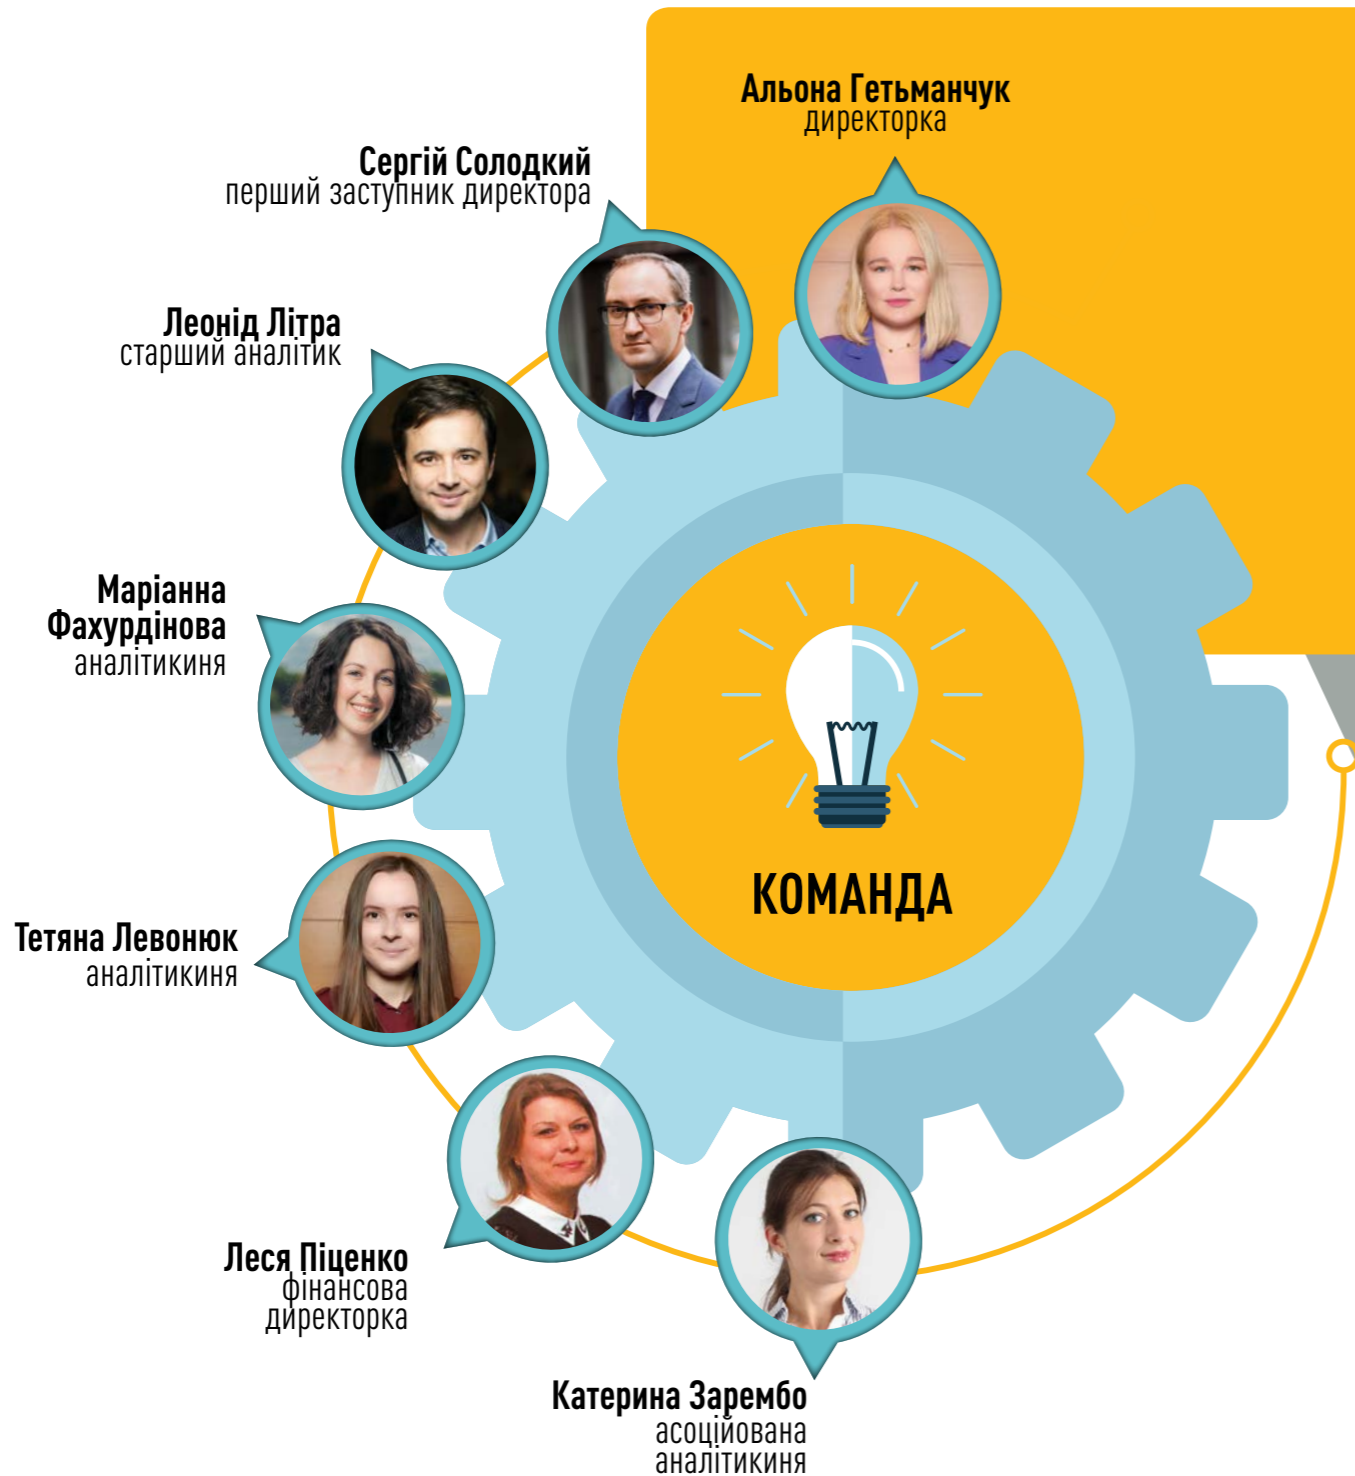 Альона Гетьманчук
директорка
Сергій Солодкий
перший заступник директора
Леонід Літра
старший аналітик
Маріанна
Фахурдінова
аналітикиня
КОМАНДА
Тетяна Левонюк
аналітикиня
Леся Піценко
фінансова
директорка
Катерина Зарембо
асоційована
аналітикиня